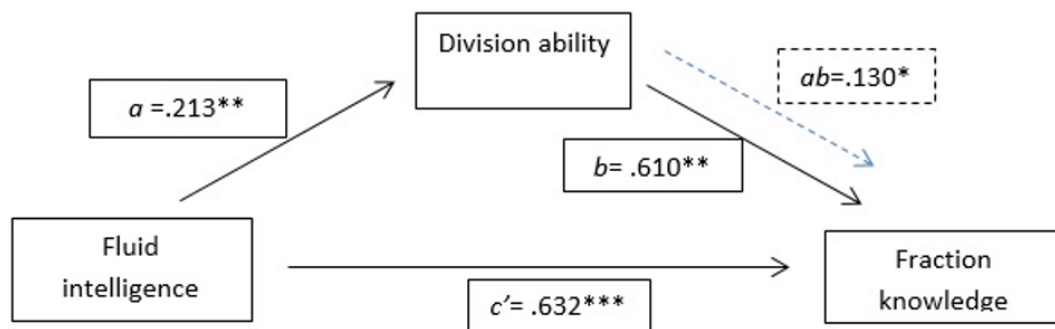 Division ability
ab=.130*
a =.213**
b= .610**
Fluid
intelligence
Fraction
knowledge
c’= .632***